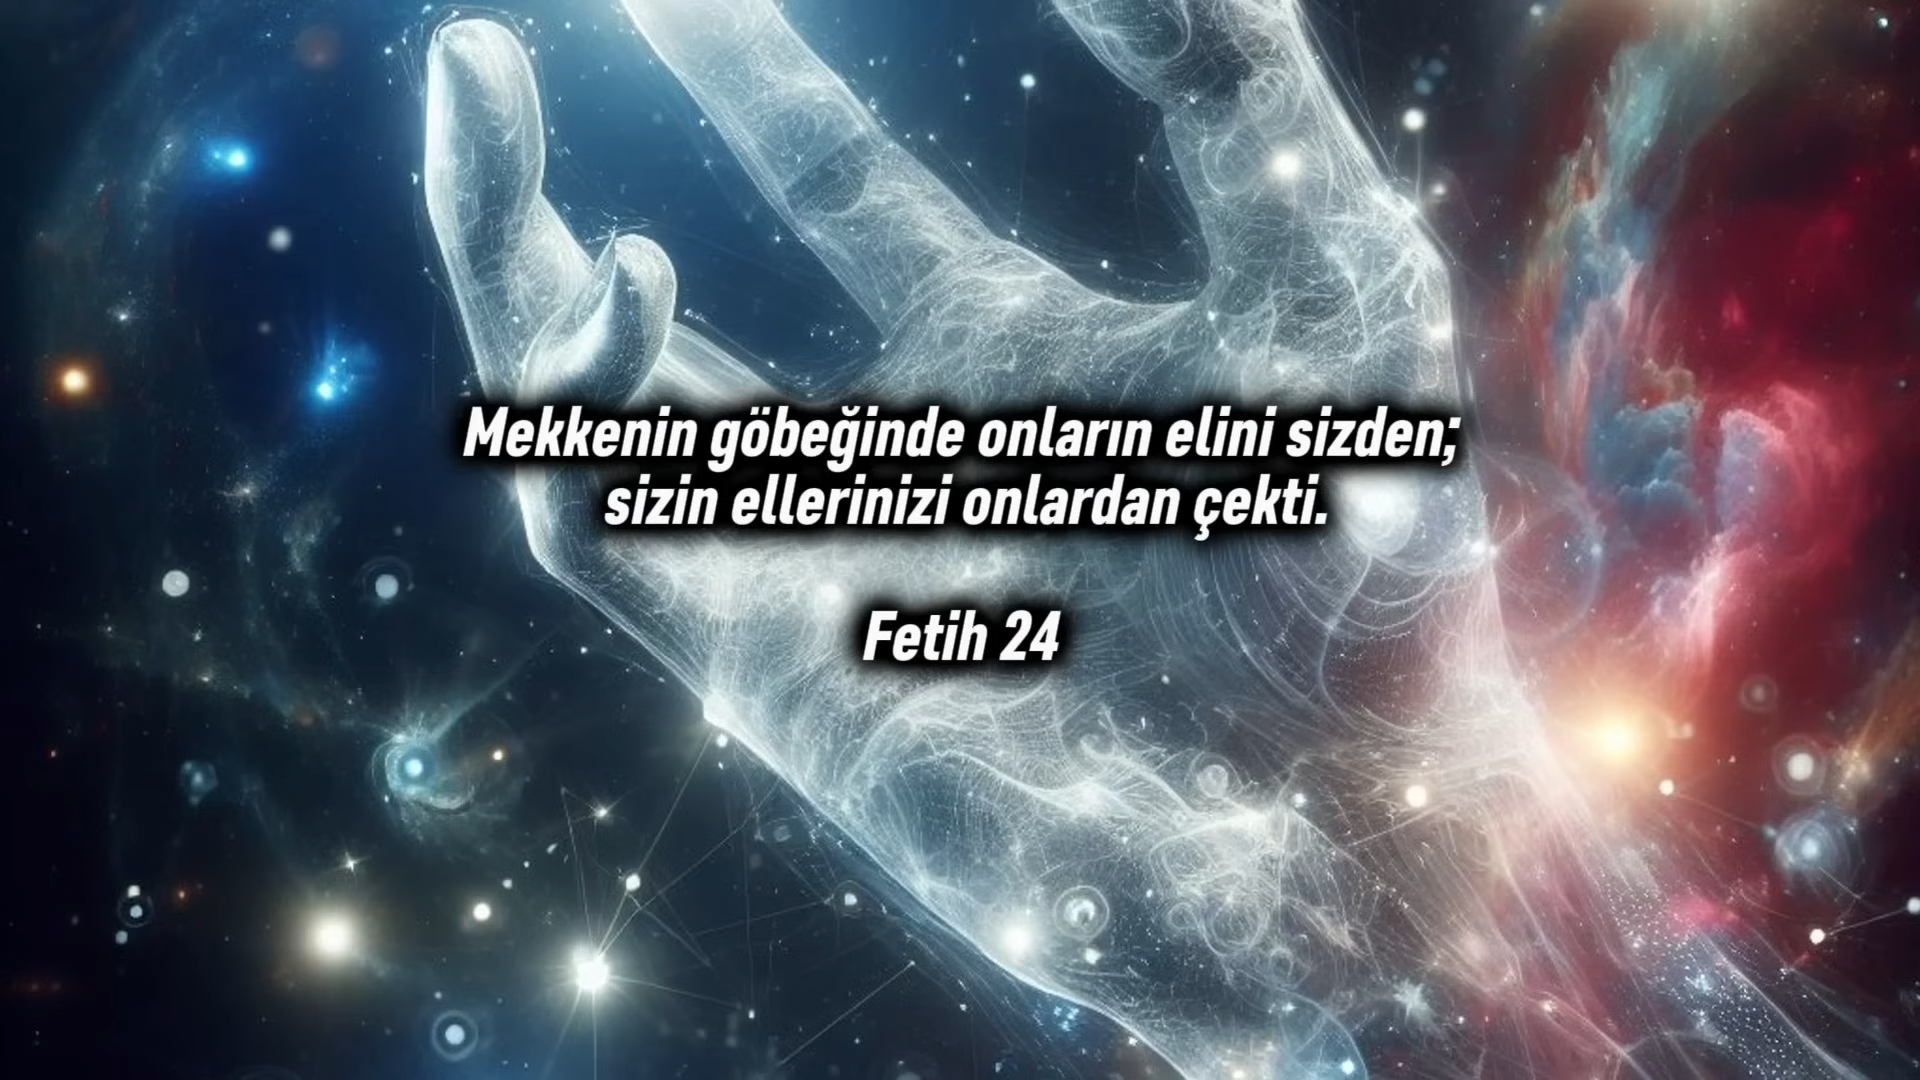 Mekkenin göbeğinde onların elini sizden;
sizin ellerinizi onlardan çekti.
Fetih 24